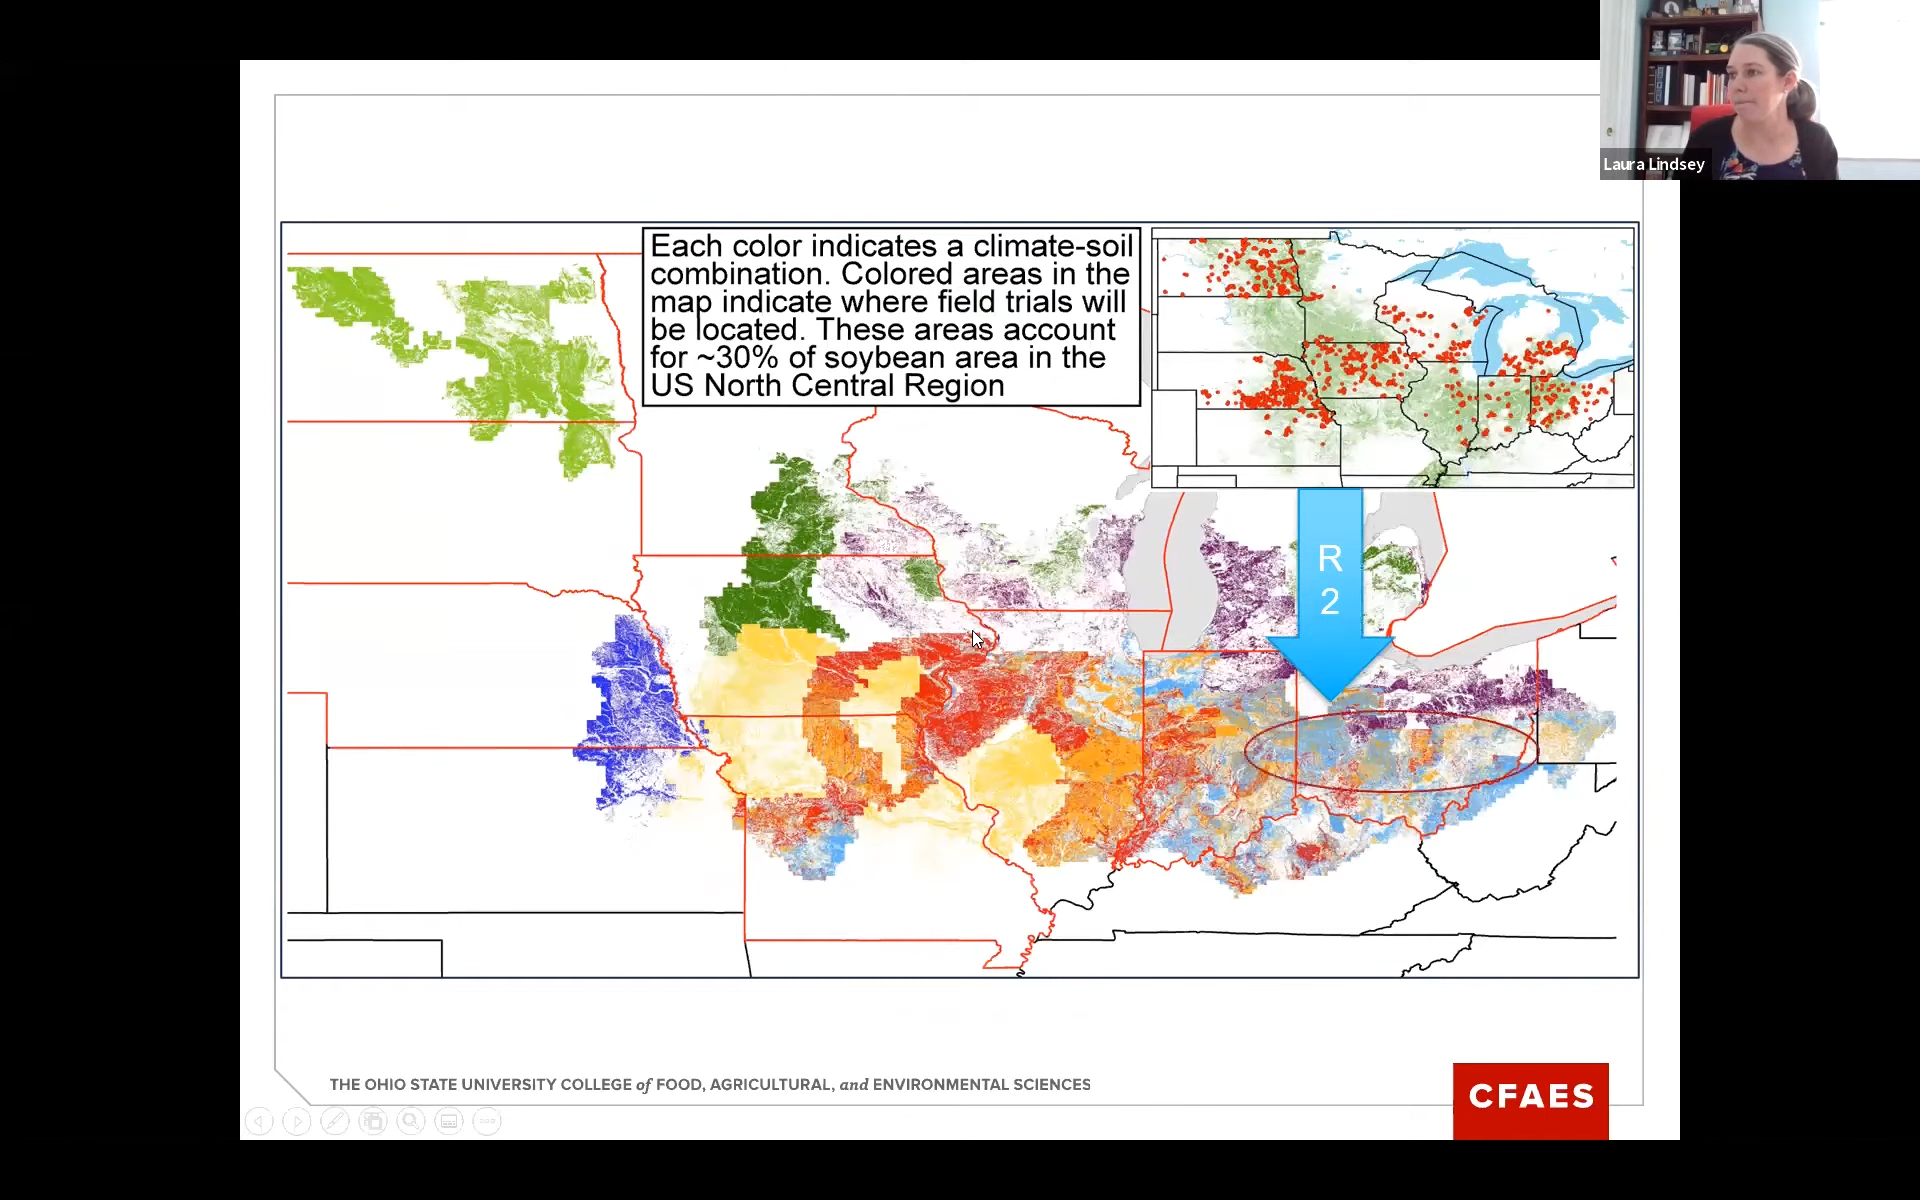 Laura Lindsey
Each color indicates a climate-soil
combination. Colored areas in the
map indicate where field trials will
be located. These areas account
for ~30% of soybean area in the
US North Central Region
R
2
THE OHIO STATE UNIVERSITY COLLEGE of FOOD, AGRICULTURAL, and ENVIRONMENTAL SCIENCES
CFAES